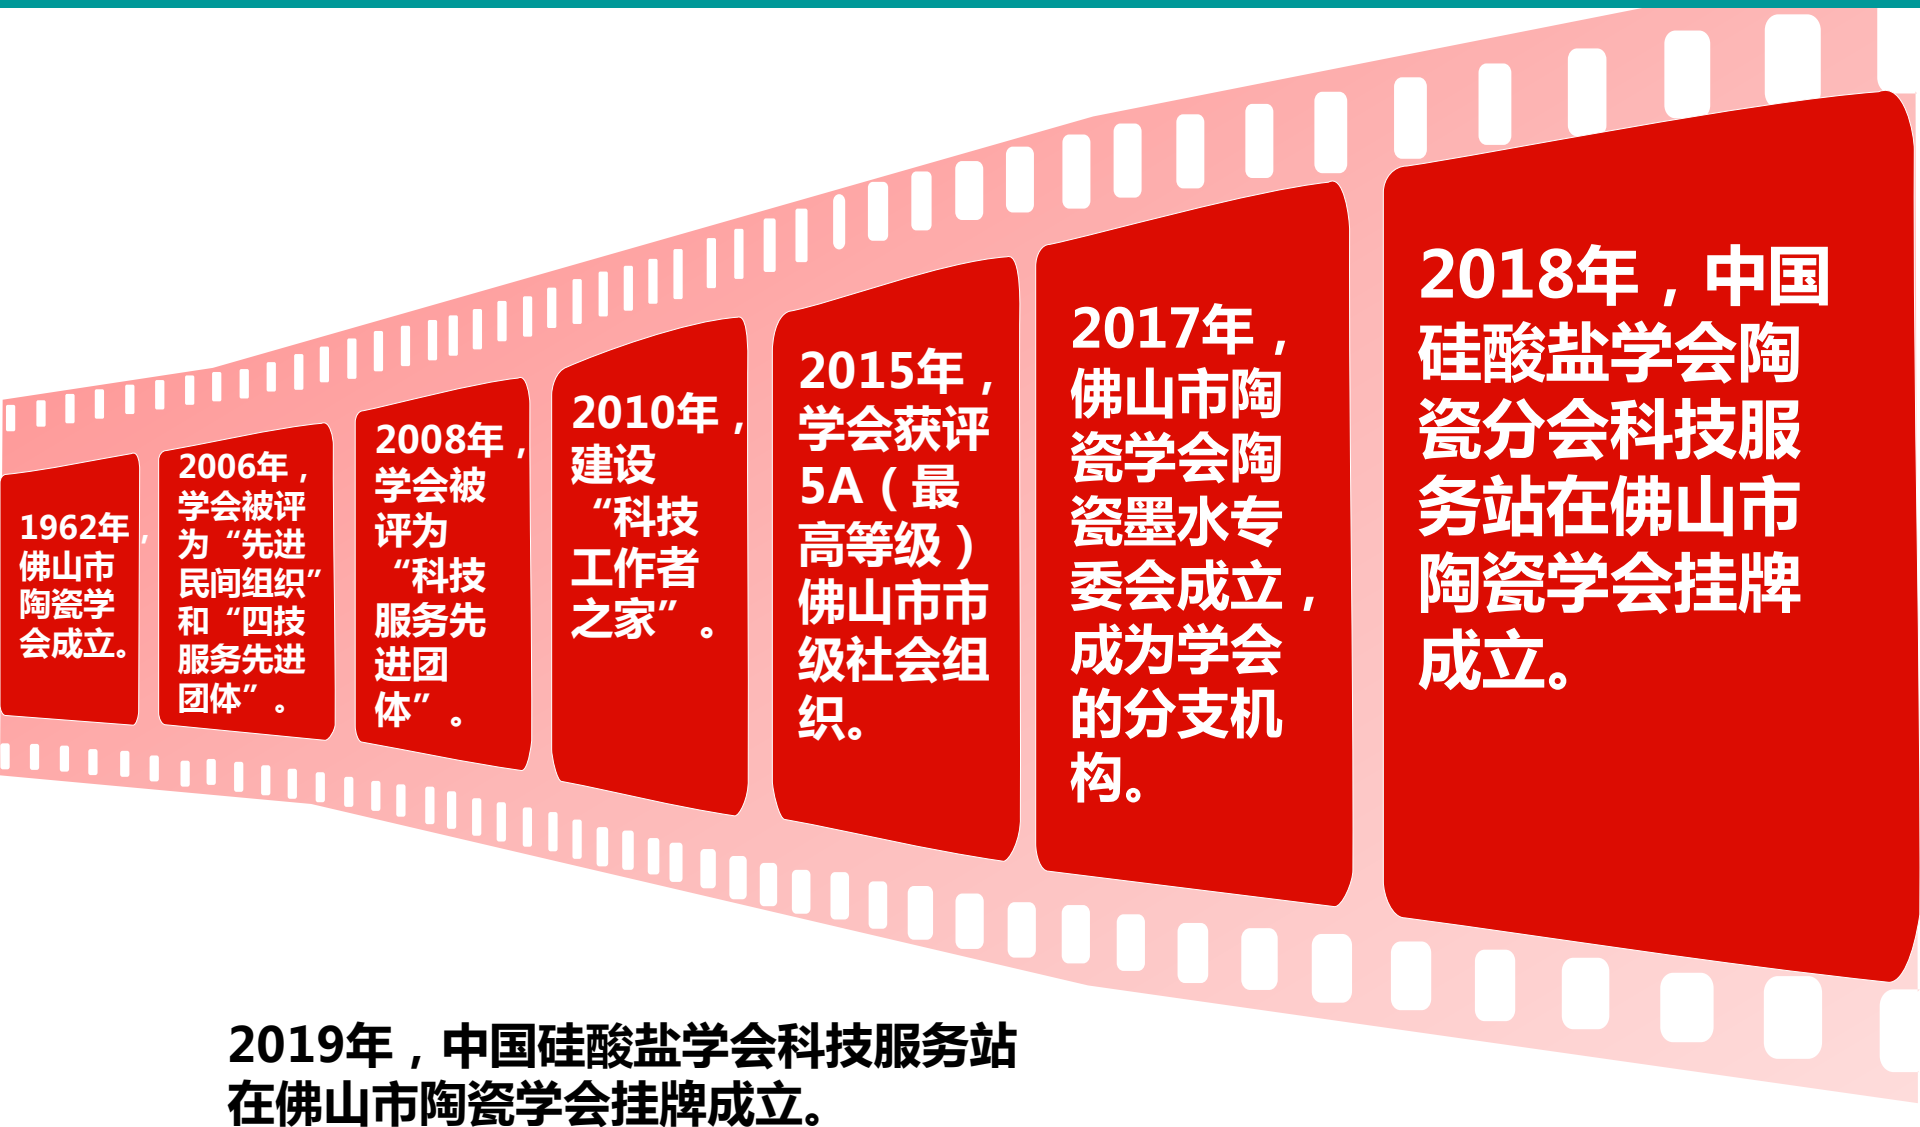 1962年，
佛山市
陶瓷学
会成立。
2006年，
学会被评
为“先进
民间组织”
和“四技
服务先进
团体”。
2008年，
学会被
评为
“科技
服务先
进团
体”。
2010年，
建设
“科技
工作者
之家”。
2015年，
学会获评
5A（最
高等级）
佛山市市
级社会组
织。
2017年，
佛山市陶
瓷学会陶
瓷墨水专
委会成立，
成为学会
的分支机
构。
2018年，中国
硅酸盐学会陶
瓷分会科技服
务站在佛山市
陶瓷学会挂牌
成立。
2019年，中国硅酸盐学会科技服务站
在佛山市陶瓷学会挂牌成立。